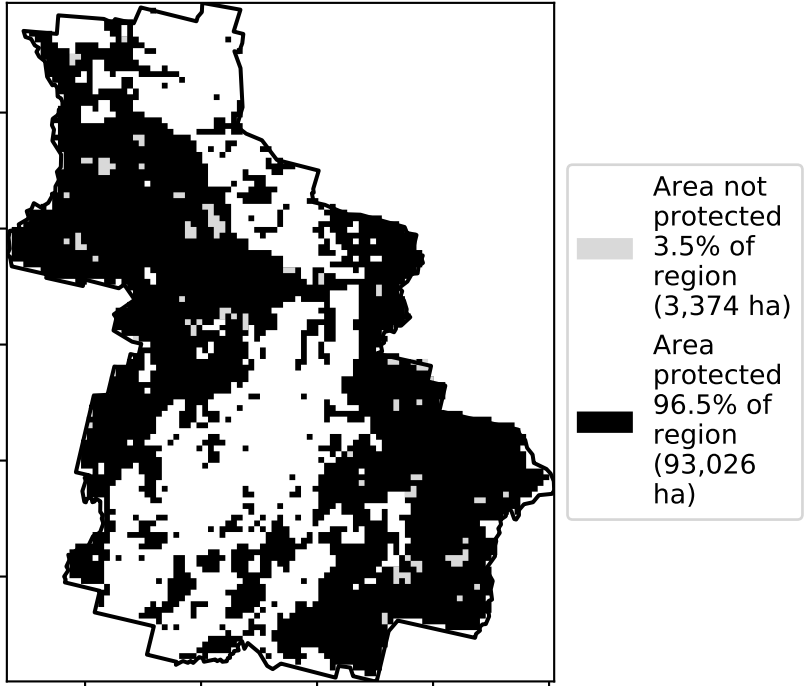 Area not
protected
3.5% of
region
(3,374 ha)
Area
protected
96.5% of
region
(93,026
ha)